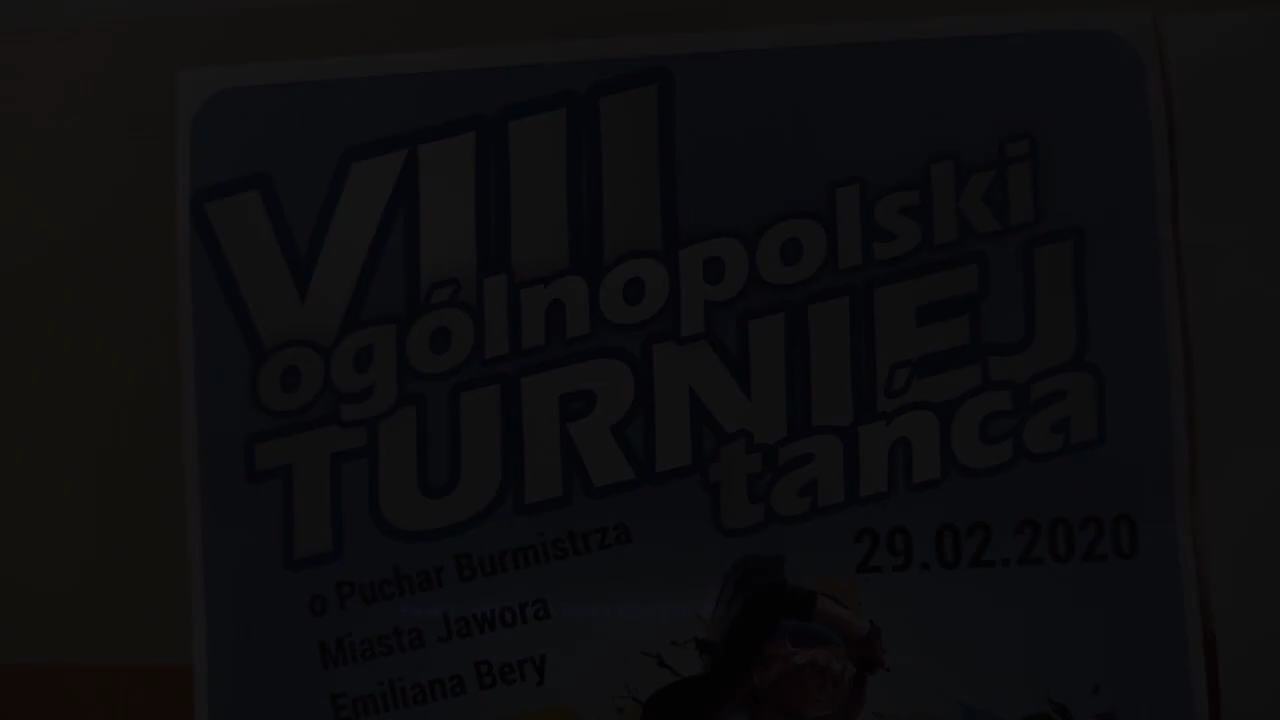 VIII
ogólnopolski
TURNIEJ
tańca
29.02.2020
o Puchar Burmistrza
Miasta Jawora
Emiliana Bery